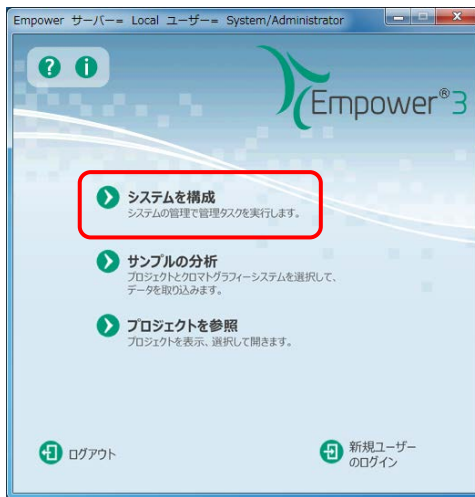 Empower サーバー= Local ユーザー= System/Administrator
Empower®3
システムを構成
システムの管理で管理タスクを実行します。
サンプルの分析
プロジェクトとクロマトグラフィーシステムを選択して、
データを取り込みます。
プロジェクトを参照
プロジェクトを表示、選択して開きます。
ログアウト
新規ユーザー
のログイン